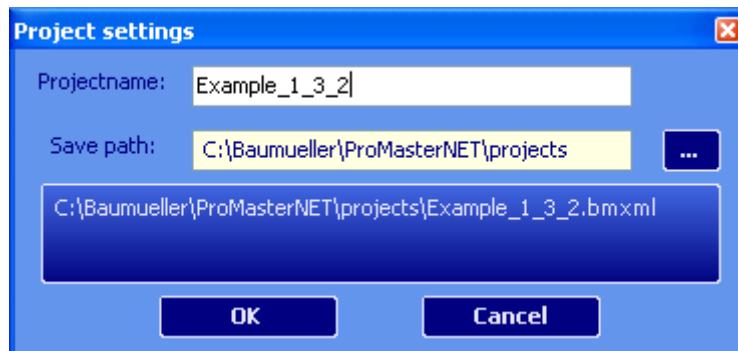 Project settings
Projectname: Example_1_3_2
Save path: C:\Baumueller\ProMasterNET\projects ...
C:\Baumueller\ProMasterNET\projects\Example_1_3_2.bmxml
OK Cancel